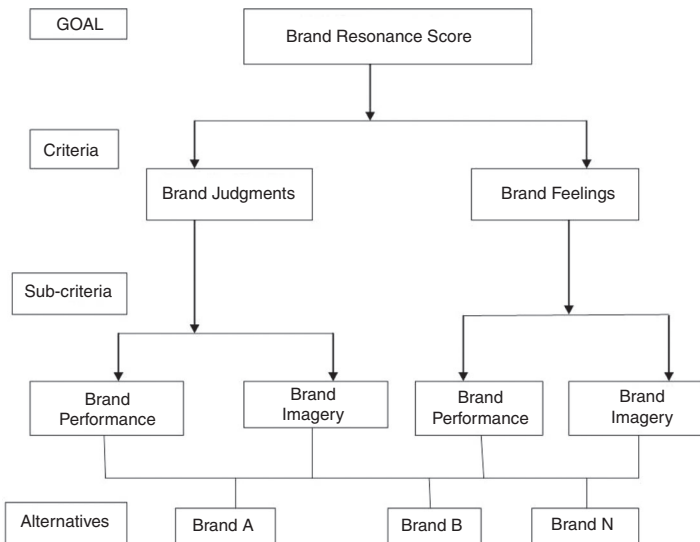 GOAL
Brand Resonance Score
Criteria
Brand Judgments
Brand Feelings
Sub-criteria
Brand
Performance
Brand
Imagery
Brand
Performance
Brand
Imagery
Alternatives
Brand A
Brand B
Brand N